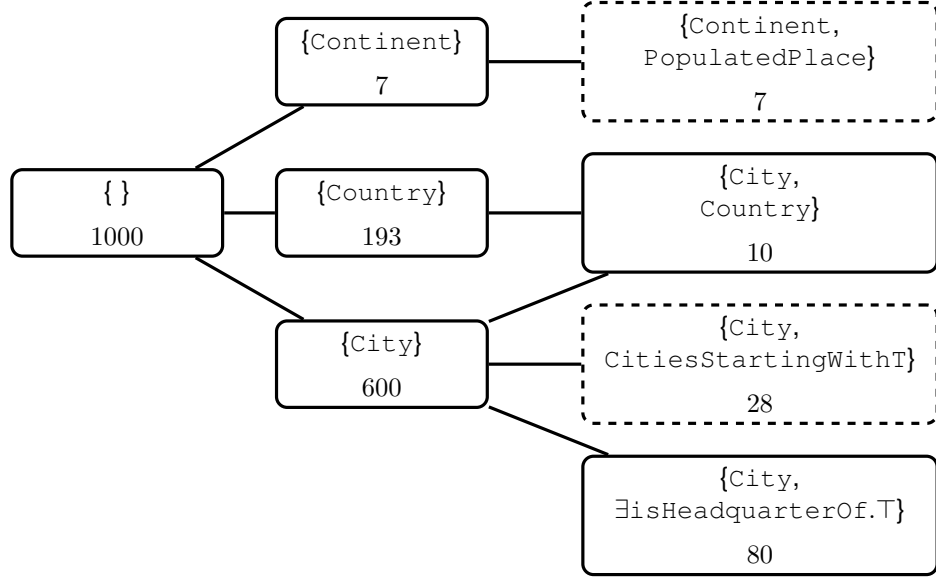 {Continent}
7
{Continent,
PopulatedPlace}
7
{ }
1000
{Country}
193
{City,
Country}
10
{City}
600
{City,
CitiesStartingWithT}
28
{City,
∃isHeadquarterOf.⊤}
80